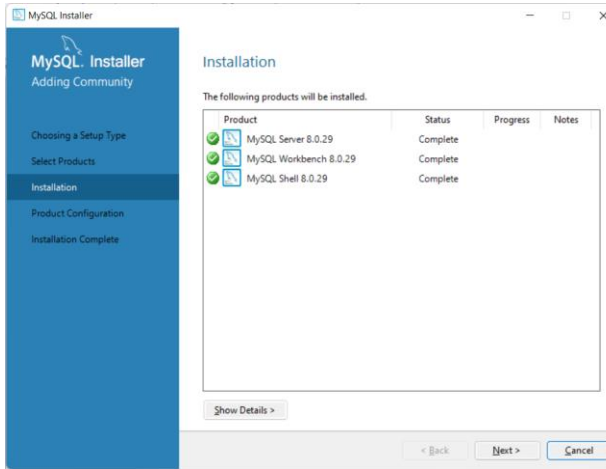 MySQL Installer
MySQL. Installer
Adding Community
Choosing a Setup Type
Select Products
Installation
Product Configuration
Installation Complete
Installation
The following products will be installed.
Product Status Progress Notes
MySQL Server 8.0.29 Complete
MySQL Workbench 8.0.29 Complete
MySQL Shell 8.0.29 Complete
Show Details >
< Back Next > Cancel